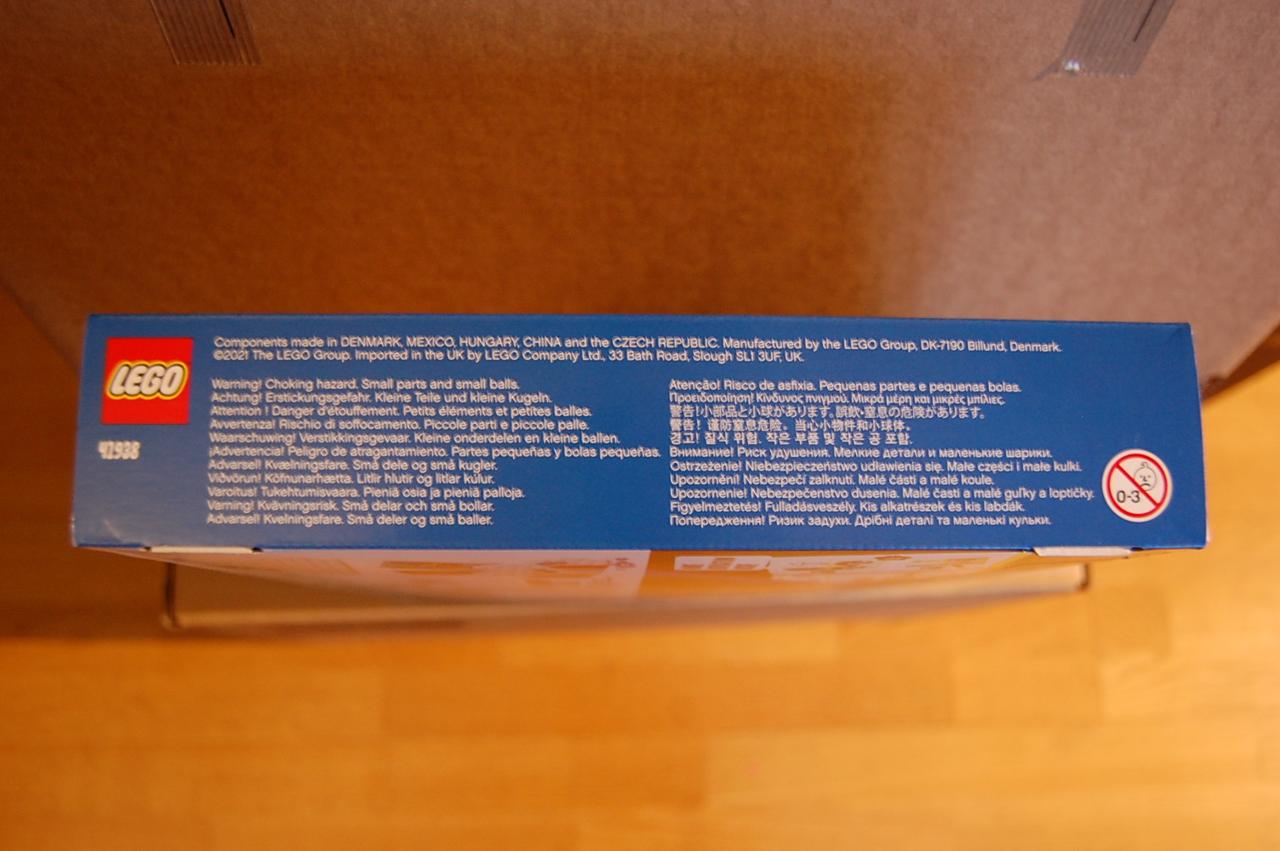 LEGO
41938
Components made in DENMARK, MEXICO, HUNGARY, CHINA and the CZECH REPUBLIC. Manufactured by the LEGO Group, DK-7190 Billund, Denmark.
©2021 The LEGO Group. Imported in the UK by LEGO Company Ltd., 33 Bath Road, Slough SL1 3UF, UK.
Warning! Choking hazard. Small parts and small balls.
Achtung! Erstickungsgefahr. Kleine Teile und kleine Kugeln.
Attention ! Danger d'étouffement. Petits éléments et petites balles.
Avvertenza! Rischio di soffocamento. Piccole parti e piccole palle.
Waarschuwing! Verstikkingsgevaar. Kleine onderdelen en kleine ballen.
¡Advertencia! Peligro de atragantamiento. Partes pequeñas y bolas pequeñas.
Advarsel! Kvælningsfare. Små dele og små kugler.
Viðvörun! Köfnunarhætta. Litlir hlutir og litlar kúlur.
Varoitus! Tukehtumisvaara. Pieniä osia ja pieniä palloja.
Varning! Kvävningsrisk. Små delar och små bollar.
Advarsel! Kvelningsfare. Små deler og små baller.
Atenção! Risco de asfixia. Pequenas partes e pequenas bolas.
Προειδοποίηση! Κίνδυνος πνιγμού. Μικρά μέρη και μικρές μπίλιες.
警告!小部品と小球があります。誤飲・窒息の危険があります。
警告! 谨防窒息危险。当心小物件和小球体。
경고! 질식 위험. 작은 부품 및 작은 공 포함.
Внимание! Риск удушения. Мелкие детали и маленькие шарики.
Ostrzeżenie! Niebezpieczeństwo udławienia się. Małe części i małe kulki.
Upozornění! Nebezpečí zalknutí. Malé části a malé koule.
Upozornenie! Nebezpečenstvo dusenia. Malé časti a malé guľky a loptičky.
Figyelmeztetés! Fulladásveszély. Kis alkatrészek és kis labdák.
Попередження! Ризик задухи. Дрібні деталі та маленькі кульки.
0-3